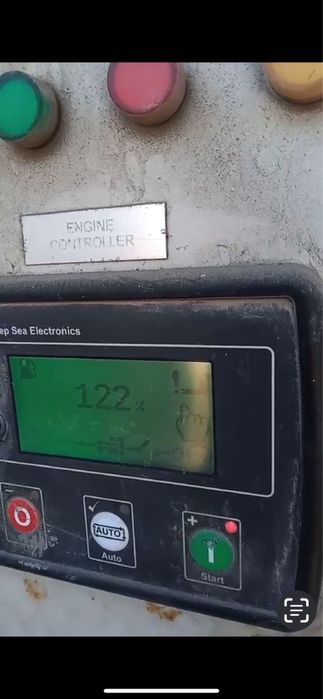 ENGINE
CONTROLLER
ep Sea Electronics
122 %
− +
AUTO
Auto
Start